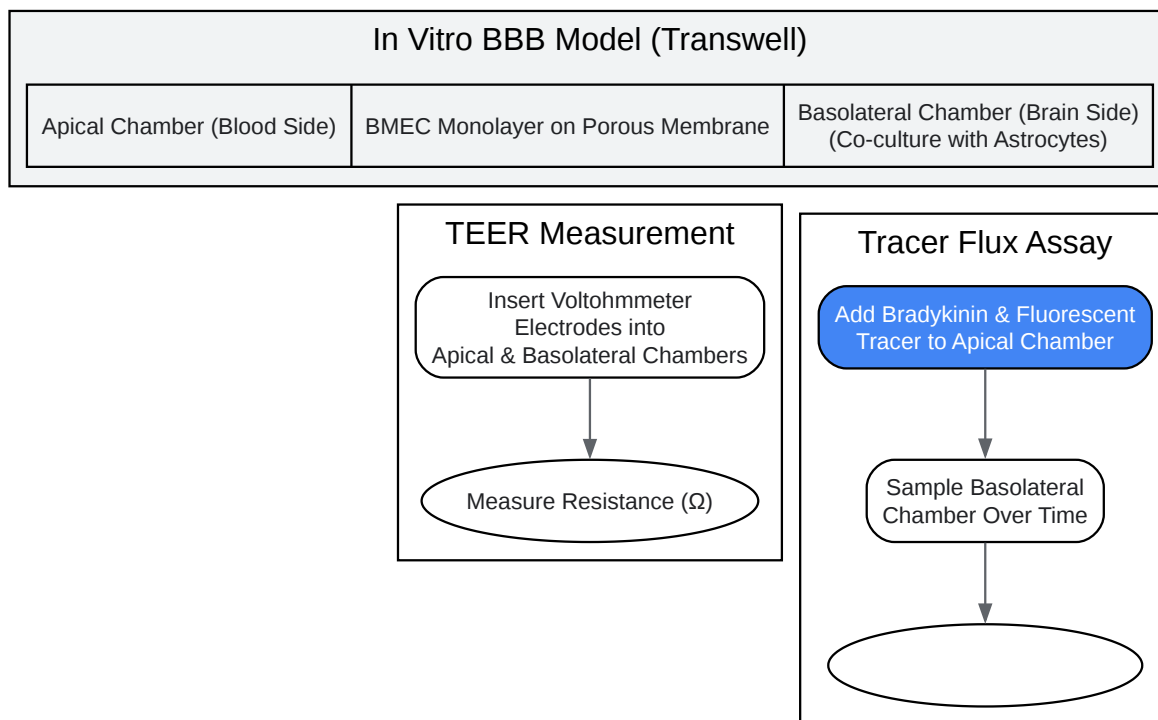 In Vitro BBB Model (Transwell)
Apical Chamber (Blood Side)
BMEC Monolayer on Porous Membrane
Basolateral Chamber (Brain Side)
(Co-culture with Astrocytes)
TEER Measurement
Insert Voltohmmeter
Electrodes into
Apical & Basolateral Chambers
Measure Resistance (Ω)
Tracer Flux Assay
Add Bradykinin & Fluorescent
Tracer to Apical Chamber
Sample Basolateral
Chamber Over Time